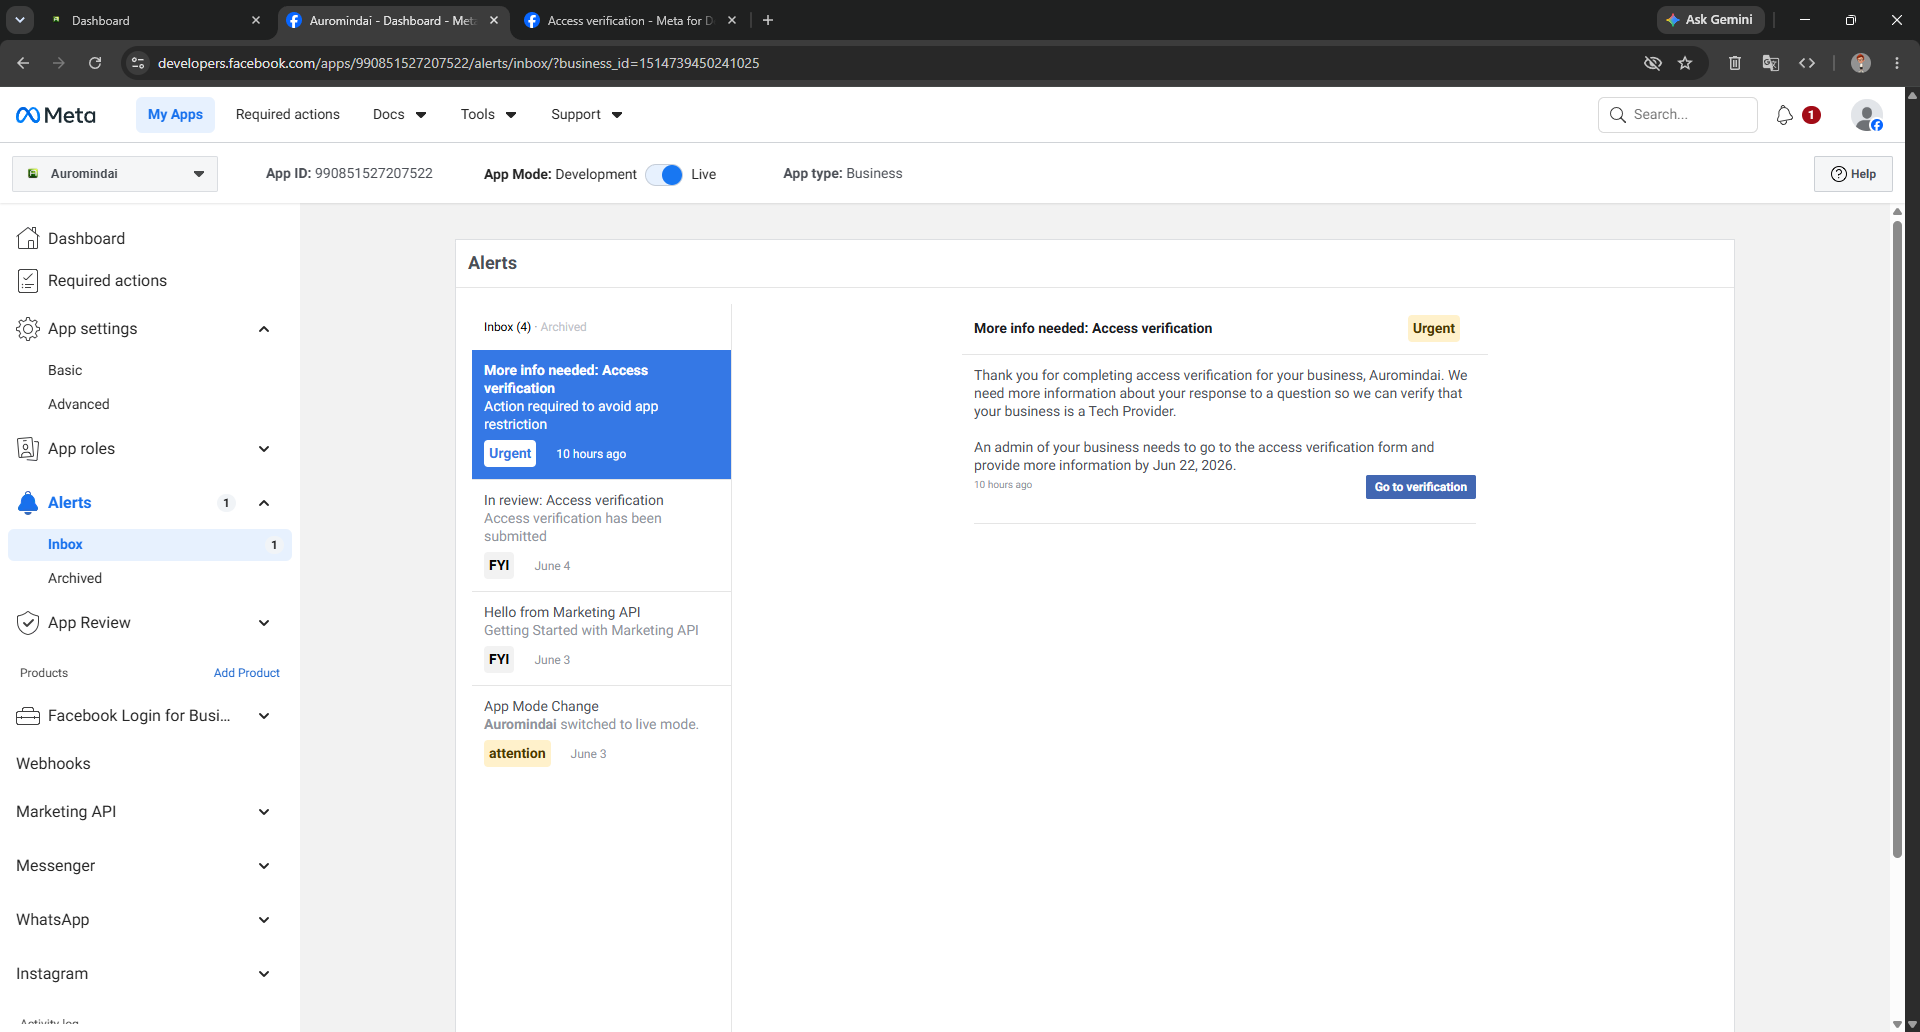 Dashboard
Auromindai - Dashboard - Meta
Access verification - Meta for D
Ask Gemini
developers.facebook.com/apps/990851527207522/alerts/inbox/?business_id=1514739450241025
Meta
My Apps
Required actions
Docs
Tools
Support
Search...
1
Auromindai
App ID: 990851527207522
App Mode: Development
Live
App type: Business
Help
Dashboard
Required actions
App settings
Basic
Advanced
App roles
Alerts
1
Inbox
1
Archived
App Review
Products
Add Product
Facebook Login for Busi...
Webhooks
Marketing API
Messenger
WhatsApp
Instagram
Activity log
Alerts
Inbox (4) · Archived
More info needed: Access
verification
Action required to avoid app
restriction
Urgent
10 hours ago
In review: Access verification
Access verification has been
submitted
FYI
June 4
Hello from Marketing API
Getting Started with Marketing API
FYI
June 3
App Mode Change
Auromindai switched to live mode.
attention
June 3
More info needed: Access verification
Urgent
Thank you for completing access verification for your business, Auromindai. We
need more information about your response to a question so we can verify that
your business is a Tech Provider.
An admin of your business needs to go to the access verification form and
provide more information by Jun 22, 2026.
10 hours ago
Go to verification